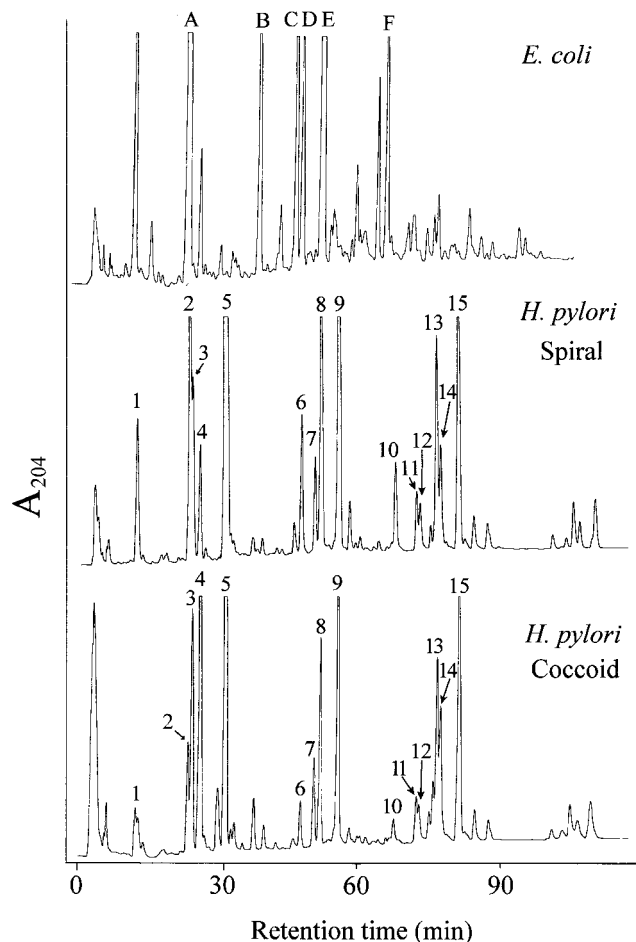 A B C D E F
E. coli
2 5 8 9 13 15
H. pylori
Spiral
3
1 4 6 7 10 11 12 14
A204
4
3 5 9 15
H. pylori
Coccoid
8 13
14
2
7
1 6 10 11 12
0 30 60 90
Retention time (min)